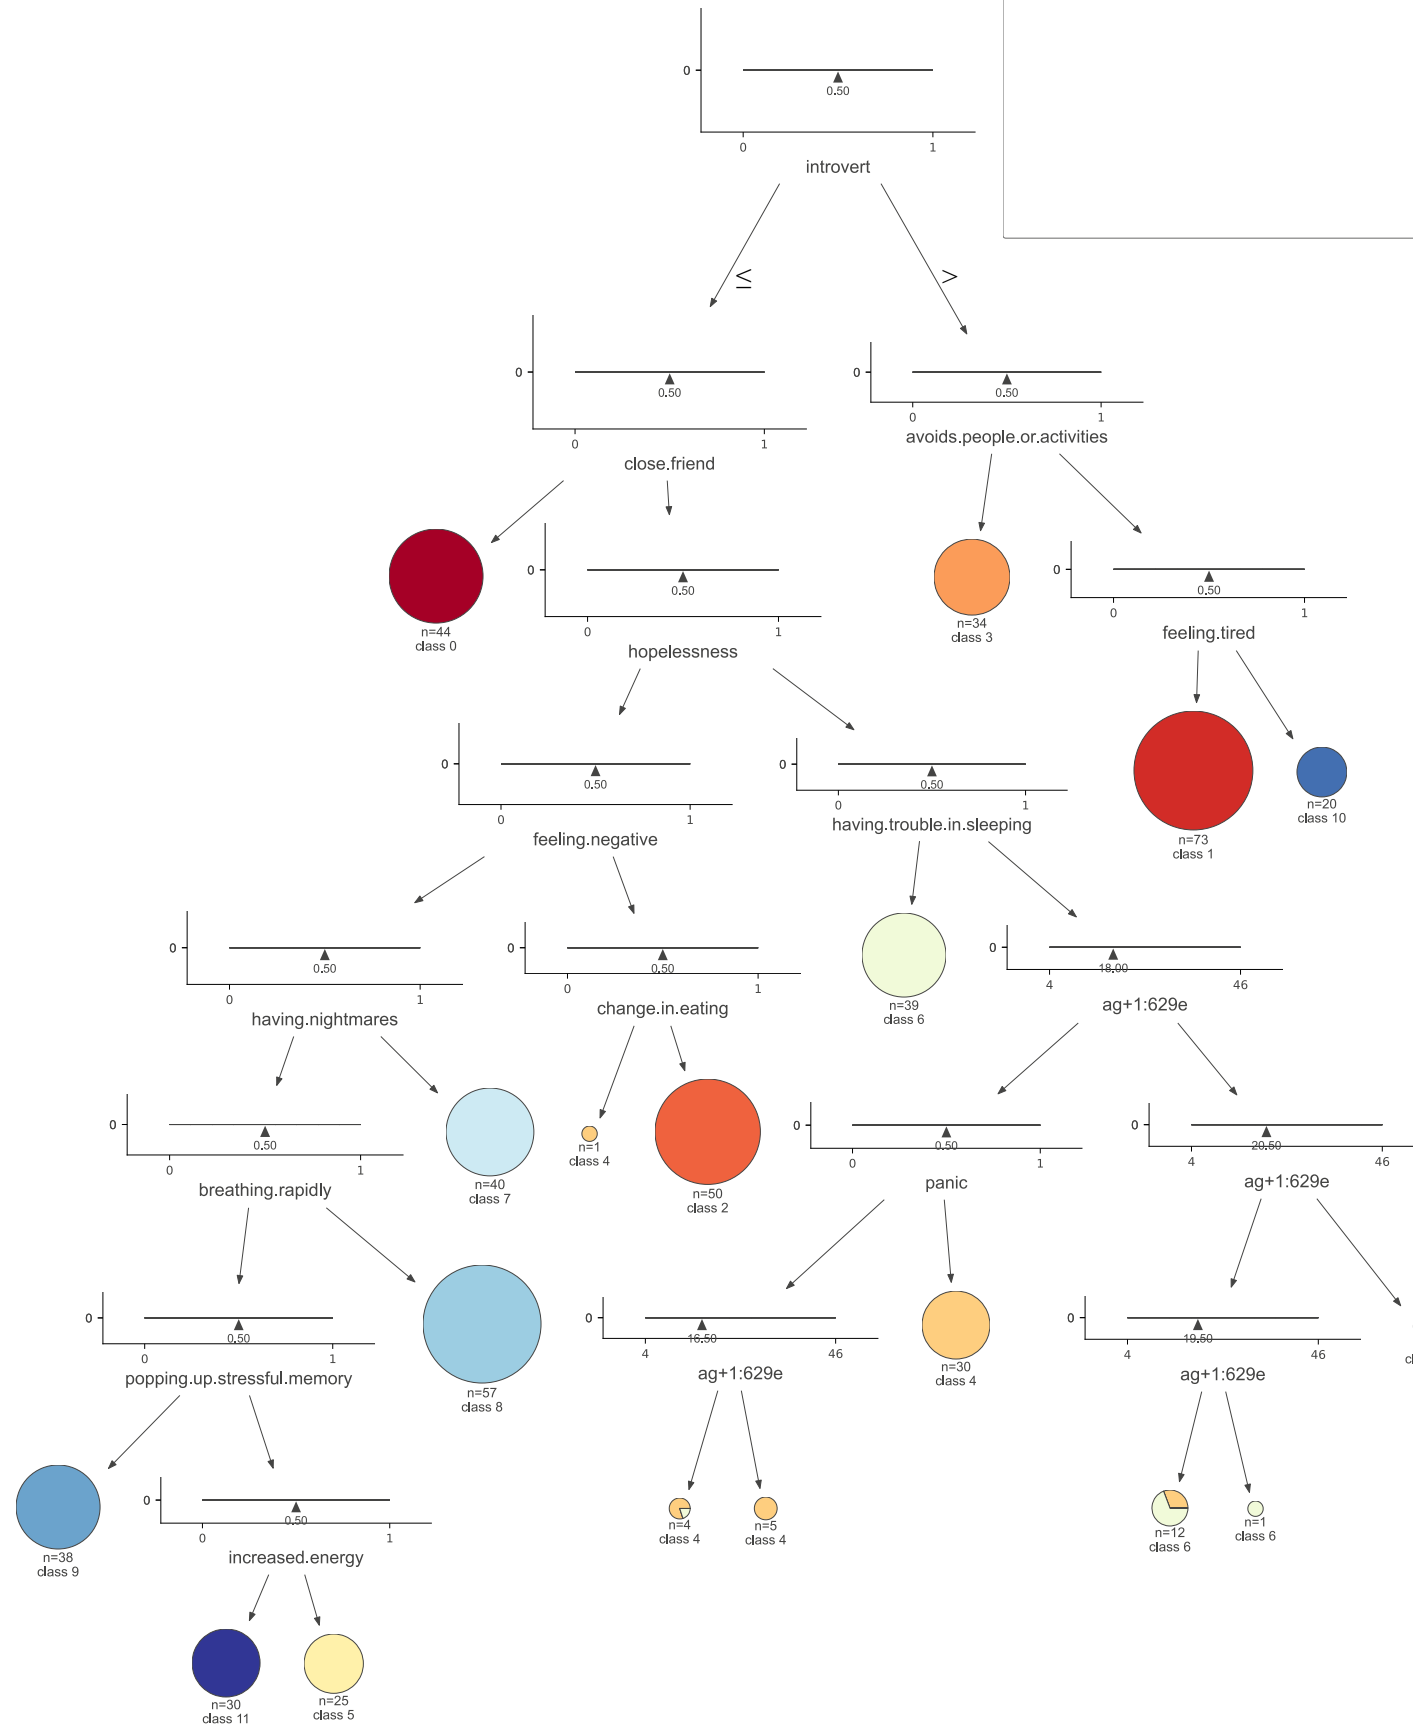 0
0.50
0 1
introvert
≤ >
0
0.50
0 1
close.friend
0
0.50
0 1
avoids.people.or.activities
n=44
class 0
0
0.50
0 1
hopelessness
n=34
class 3
0
0.50
0 1
feeling.tired
0
0.50
0 1
feeling.negative
0
0.50
0 1
having.trouble.in.sleeping
n=73
class 1
n=20
class 10
0
0.50
0 1
having.nightmares
0
0.50
0 1
change.in.eating
n=39
class 6
0
18.00
4 46
ag+1:629e
0
0.50
0 1
breathing.rapidly
n=40
class 7
n=1
class 4
n=50
class 2
0
0.50
0 1
panic
0
20.50
4 46
ag+1:629e
0
0.50
0 1
popping.up.stressful.memory
n=57
class 8
0
16.50
4 46
ag+1:629e
n=30
class 4
0
19.50
4 46
ag+1:629e
cl
n=38
class 9
0
0.50
0 1
increased.energy
n=4
class 4
n=5
class 4
n=12
class 6
n=1
class 6
n=30
class 11
n=25
class 5